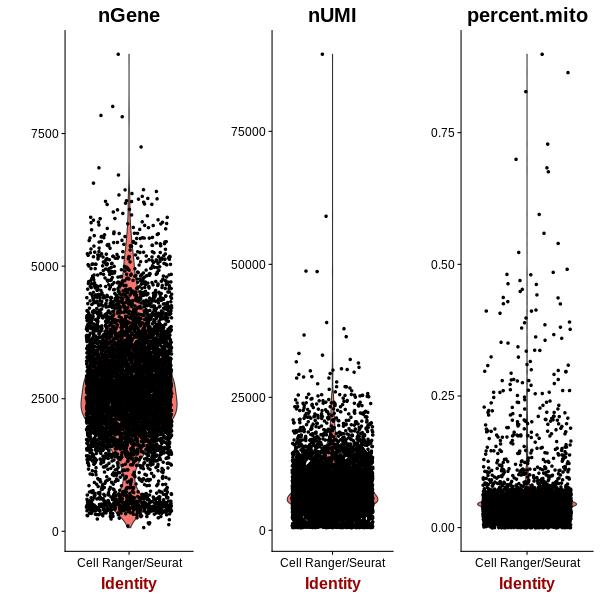 nGene
nUMI
percent.mito
7500
5000
2500
0
75000
50000
25000
0
0.75
0.50
0.25
0.00
Cell Ranger/Seurat
Cell Ranger/Seurat
Cell Ranger/Seurat
Identity
Identity
Identity